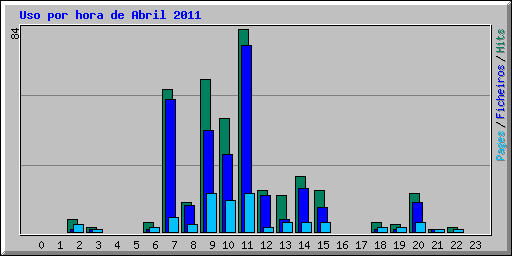 Uso por hora de Abril 2011
84
Pages / Ficheiros / Hits
0 1 2 3 4 5 6 7 8 9 10 11 12 13 14 15 16 17 18 19 20 21 22 23